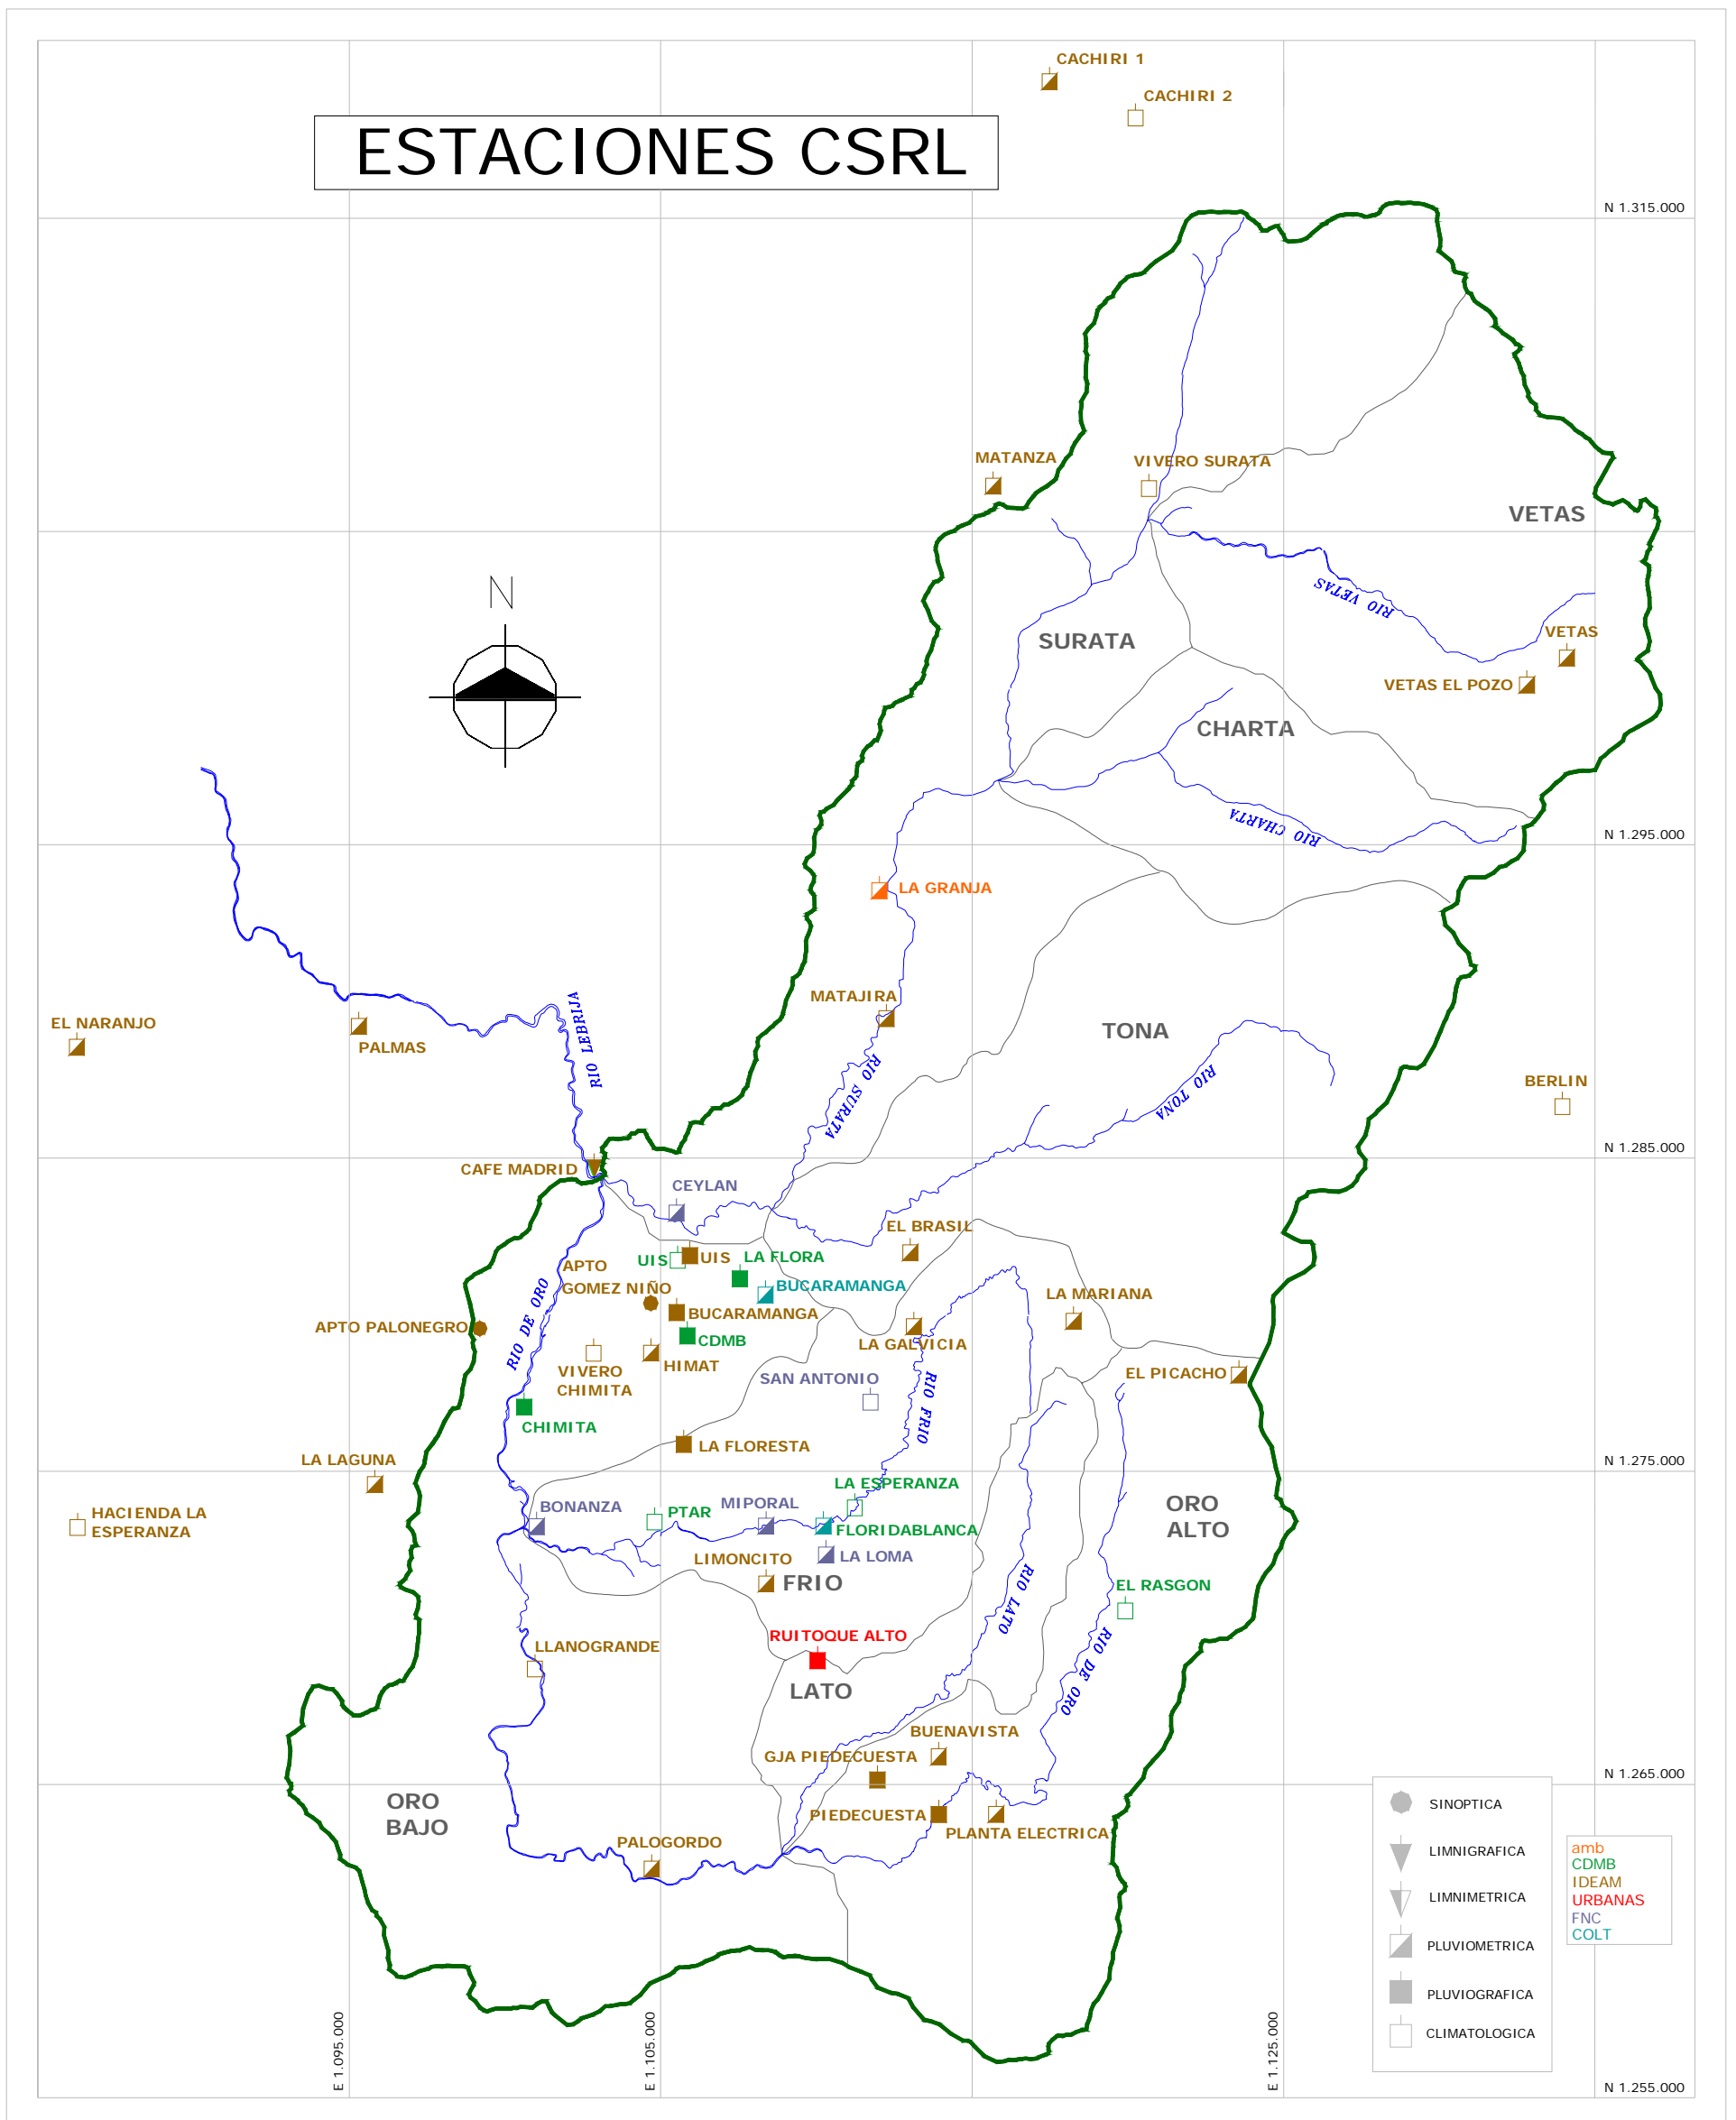 CACHIRI 1
CACHIRI 2
ESTACIONES CSRL
N 1.315.000
MATANZA
VIVERO SURATA
VETAS
N
RIO VETAS
SURATA
VETAS
VETAS EL POZO
CHARTA
RIO CHARTA
N 1.295.000
LA GRANJA
MATAJIRA
EL NARANJO
PALMAS
RIO LEBRIJA
TONA
RIO SURATA
RIO TONA
BERLIN
N 1.285.000
CAFE MADRID
CEYLAN
EL BRASIL
UIS
UIS
LA FLORA
APTO
GOMEZ NIÑO
BUCARAMANGA
LA MARIANA
BUCARAMANGA
APTO PALONEGRO
RIO DE ORO
CDMB
LA GALVICIA
VIVERO
CHIMITA
HIMAT
SAN ANTONIO
EL PICACHO
RIO FRIO
CHIMITA
LA FLORESTA
LA LAGUNA
N 1.275.000
LA ESPERANZA
HACIENDA LA
ESPERANZA
BONANZA
PTAR
MIPORAL
ORO
ALTO
FLORIDABLANCA
LA LOMA
LIMONCITO
FRIO
RIO LATO
EL RASGON
RUITOQUE ALTO
LLANOGRANDE
RIO DE ORO
LATO
BUENAVISTA
GJA PIEDECUESTA
N 1.265.000
ORO
BAJO
PIEDECUESTA
PLANTA ELECTRICA
PALOGORDO
SINOPTICA
LIMNIGRAFICA
LIMNIMETRICA
PLUVIOMETRICA
PLUVIOGRAFICA
CLIMATOLOGICA
amb
CDMB
IDEAM
URBANAS
FNC
COLT
E 1.095.000
E 1.105.000
E 1.125.000
N 1.255.000